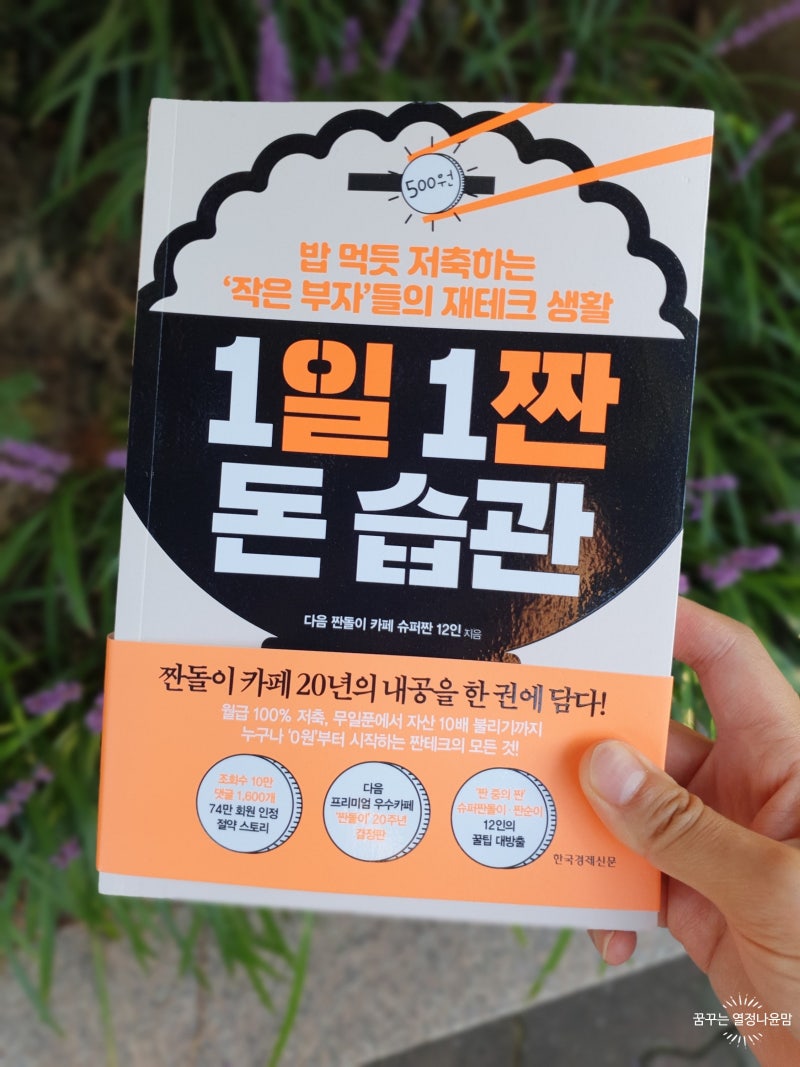 500원
밥 먹듯 저축하는
‘작은 부자’들의 재테크 생활
1일 1짠
돈 습관
다음 짠돌이 카페 슈퍼짠 12인 지음
짠돌이 카페 20년의 내공을 한 권에 담다!
월급 100% 저축, 무일푼에서 자산 10배 불리기까지
누구나 ‘0원’부터 시작하는 짠테크의 모든 것!
조회수 10만
댓글 1,600개
74만 회원 인정
절약 스토리
다음
프리미엄 우수카페
‘짠돌이’ 20주년
결정판
‘짠 중의 짠’
슈퍼짠돌이·짠순이
12인의
꿀팁 대방출
한국경제신문
꿈꾸는 열정나윤맘